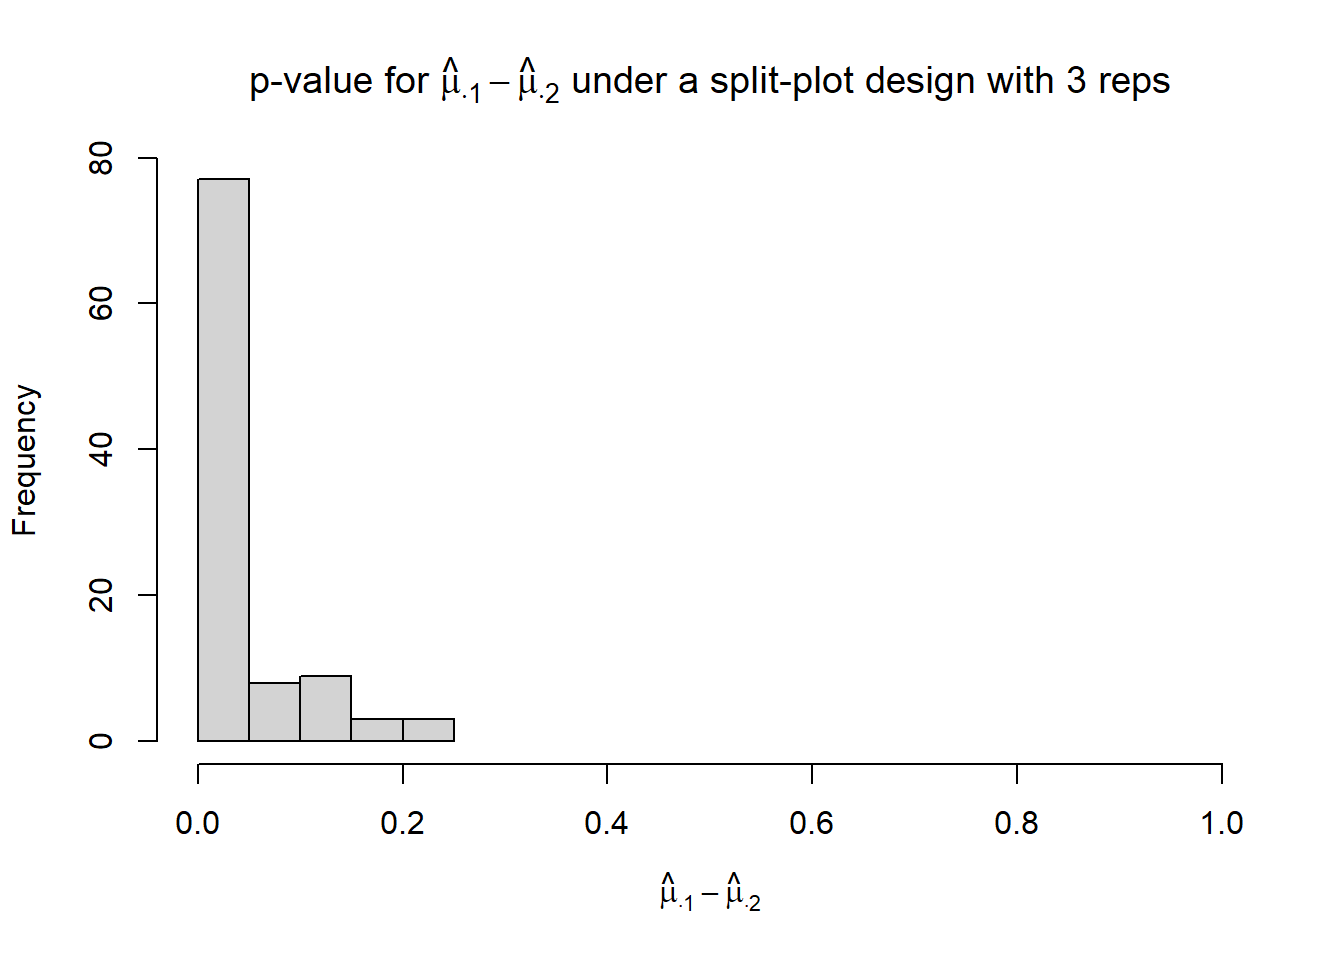 p-value for μ̂.1 – μ̂.2 under a split-plot design with 3 reps
Frequency
80
60
40
20
0
0.0 0.2 0.4 0.6 0.8 1.0
μ̂.1 – μ̂.2